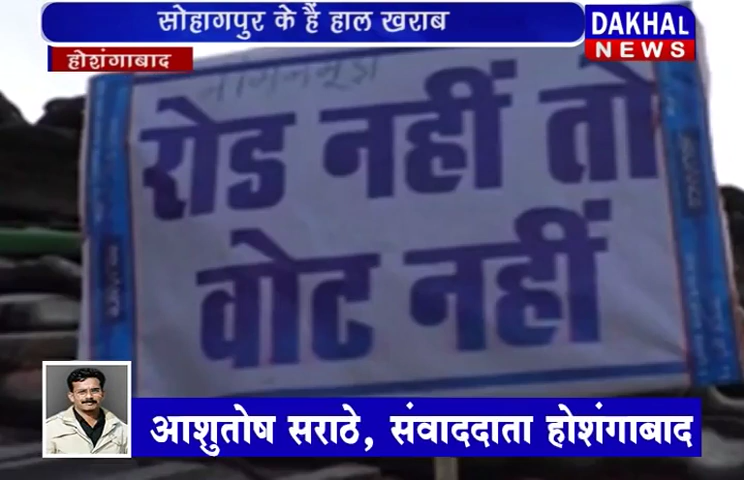 सोहागपुर के हैं हाल खराब
DAKHAL
NEWS
होशंगाबाद
रोड नहीं तो
वोट नहीं
आशुतोष सराठे, संवाददाता होशंगाबाद